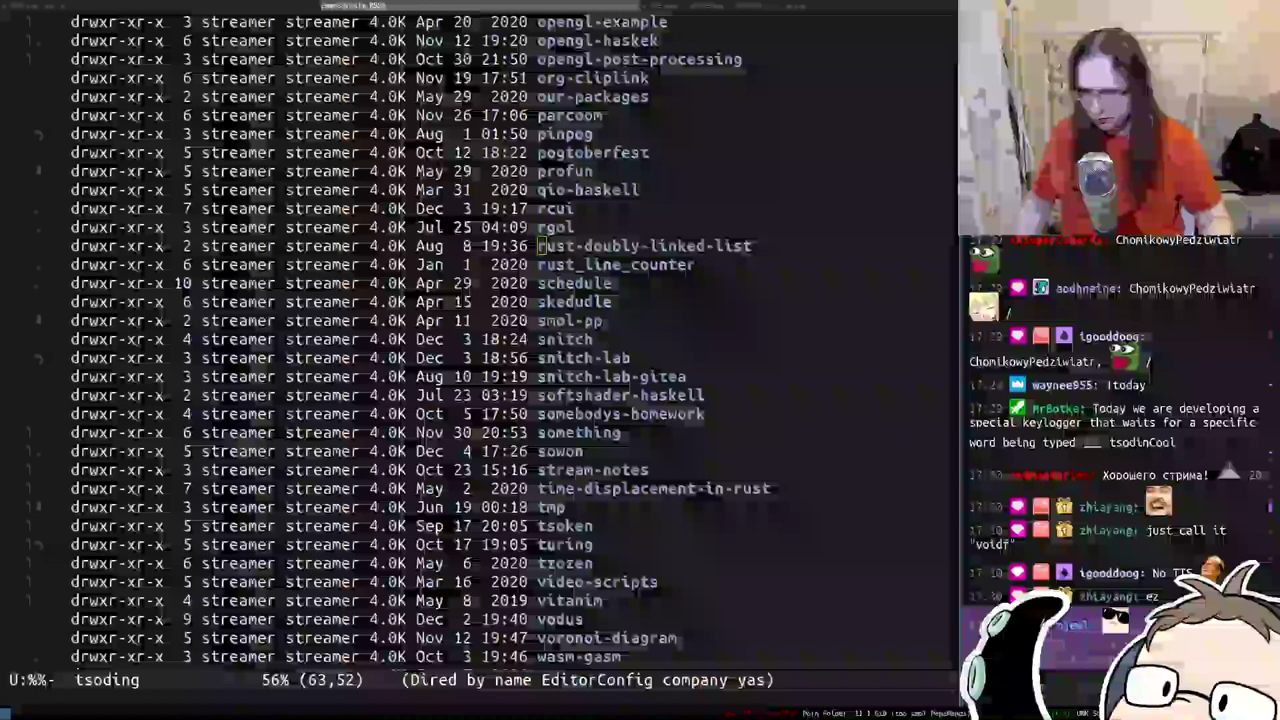 drwxr-xr-x  3 streamer streamer 4.0K Apr 20  2020 opengl-example
drwxr-xr-x  6 streamer streamer 4.0K Nov 12 19:20 opengl-haskek
drwxr-xr-x  3 streamer streamer 4.0K Oct 30 21:50 opengl-post-processing
drwxr-xr-x  6 streamer streamer 4.0K Nov 19 17:51 org-cliplink
drwxr-xr-x  2 streamer streamer 4.0K May 29  2020 our-packages
drwxr-xr-x  6 streamer streamer 4.0K Nov 26 17:06 parcoom
drwxr-xr-x  3 streamer streamer 4.0K Aug  1 01:50 pinpog
drwxr-xr-x  5 streamer streamer 4.0K Oct 12 18:22 pogtoberfest
drwxr-xr-x  5 streamer streamer 4.0K May 29  2020 profun
drwxr-xr-x  5 streamer streamer 4.0K Mar 31  2020 qio-haskell
drwxr-xr-x  7 streamer streamer 4.0K Dec  3 19:17 rcui
drwxr-xr-x  3 streamer streamer 4.0K Jul 25 04:09 rgol
drwxr-xr-x  2 streamer streamer 4.0K Aug  8 19:36 rust-doubly-linked-list
drwxr-xr-x  6 streamer streamer 4.0K Jan  1  2020 rust_line_counter
drwxr-xr-x 10 streamer streamer 4.0K Apr 29  2020 schedule
drwxr-xr-x  6 streamer streamer 4.0K Apr 15  2020 skedudle
drwxr-xr-x  2 streamer streamer 4.0K Apr 11  2020 smol-pp
drwxr-xr-x  4 streamer streamer 4.0K Dec  3 18:24 snitch
drwxr-xr-x  3 streamer streamer 4.0K Dec  3 18:56 snitch-lab
drwxr-xr-x  3 streamer streamer 4.0K Aug 10 19:19 snitch-lab-gitea
drwxr-xr-x  2 streamer streamer 4.0K Jul 23 03:19 softshader-haskell
drwxr-xr-x  4 streamer streamer 4.0K Oct  5 17:50 somebodys-homework
drwxr-xr-x  6 streamer streamer 4.0K Nov 30 20:53 something
drwxr-xr-x  5 streamer streamer 4.0K Dec  4 17:26 sowon
drwxr-xr-x  3 streamer streamer 4.0K Oct 23 15:16 stream-notes
drwxr-xr-x  7 streamer streamer 4.0K May  2  2020 time-displacement-in-rust
drwxr-xr-x  3 streamer streamer 4.0K Jun  1 00:18 tmp
drwxr-xr-x  5 streamer streamer 4.0K Sep 17 20:05 tsoken
drwxr-xr-x  5 streamer streamer 4.0K Oct 17 19:05 turing
drwxr-xr-x  6 streamer streamer 4.0K May  6  2020 tzozen
drwxr-xr-x  5 streamer streamer 4.0K Mar 16  2020 video-scripts
drwxr-xr-x  4 streamer streamer 4.0K May  8  2019 vitanim
drwxr-xr-x  9 streamer streamer 4.0K Dec  2 19:40 vodus
drwxr-xr-x  5 streamer streamer 4.0K Nov 12 19:47 voronoi-diagram
drwxr-xr-x  3 streamer streamer 4.0K Oct  3 19:46 wasm-gasm
U:%%-  tsoding  56% (63,52)  (Dired by name EditorConfig company yas)
ChomikowyPedziwiatr
aodhneine: ChomikowyPedziwiatr
/
igooddoog:
ChomikowyPedziwiatr, /
waynee955: !today
MrBotka: Today we are developing a
special keylogger that waits for a specific
word being typed __ tsodinCool
Хорошего стрима! 20
zhiayang:
zhiayang: just call it
"voidf"
igooddoog: No TTS
zhiayang: ez